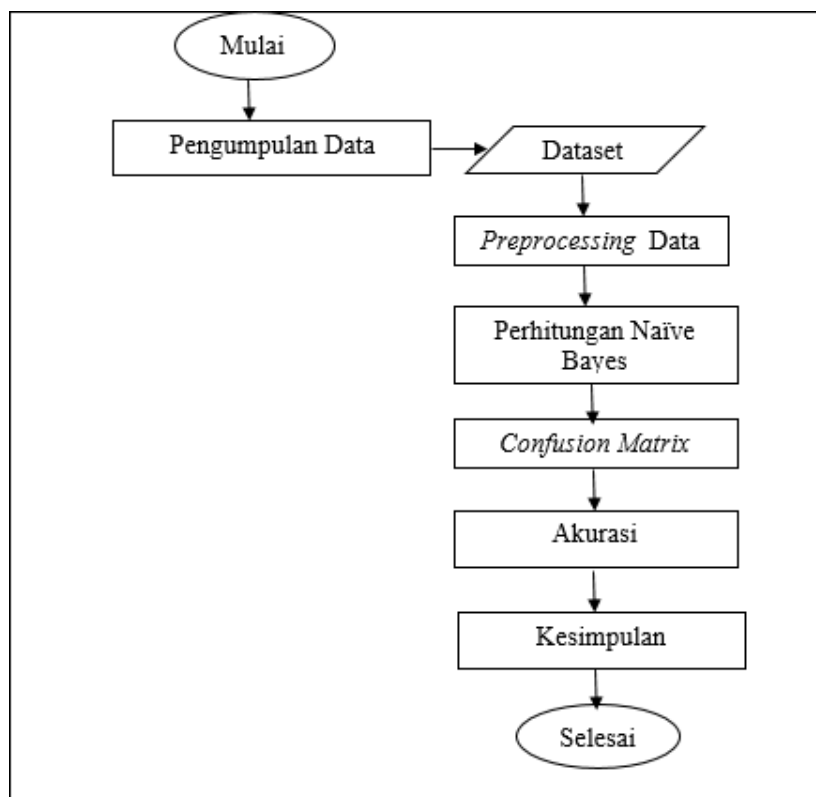 Mulai
Pengumpulan Data
Dataset
Preprocessing Data
Perhitungan Naïve
Bayes
Confusion Matrix
Akurasi
Kesimpulan
Selesai